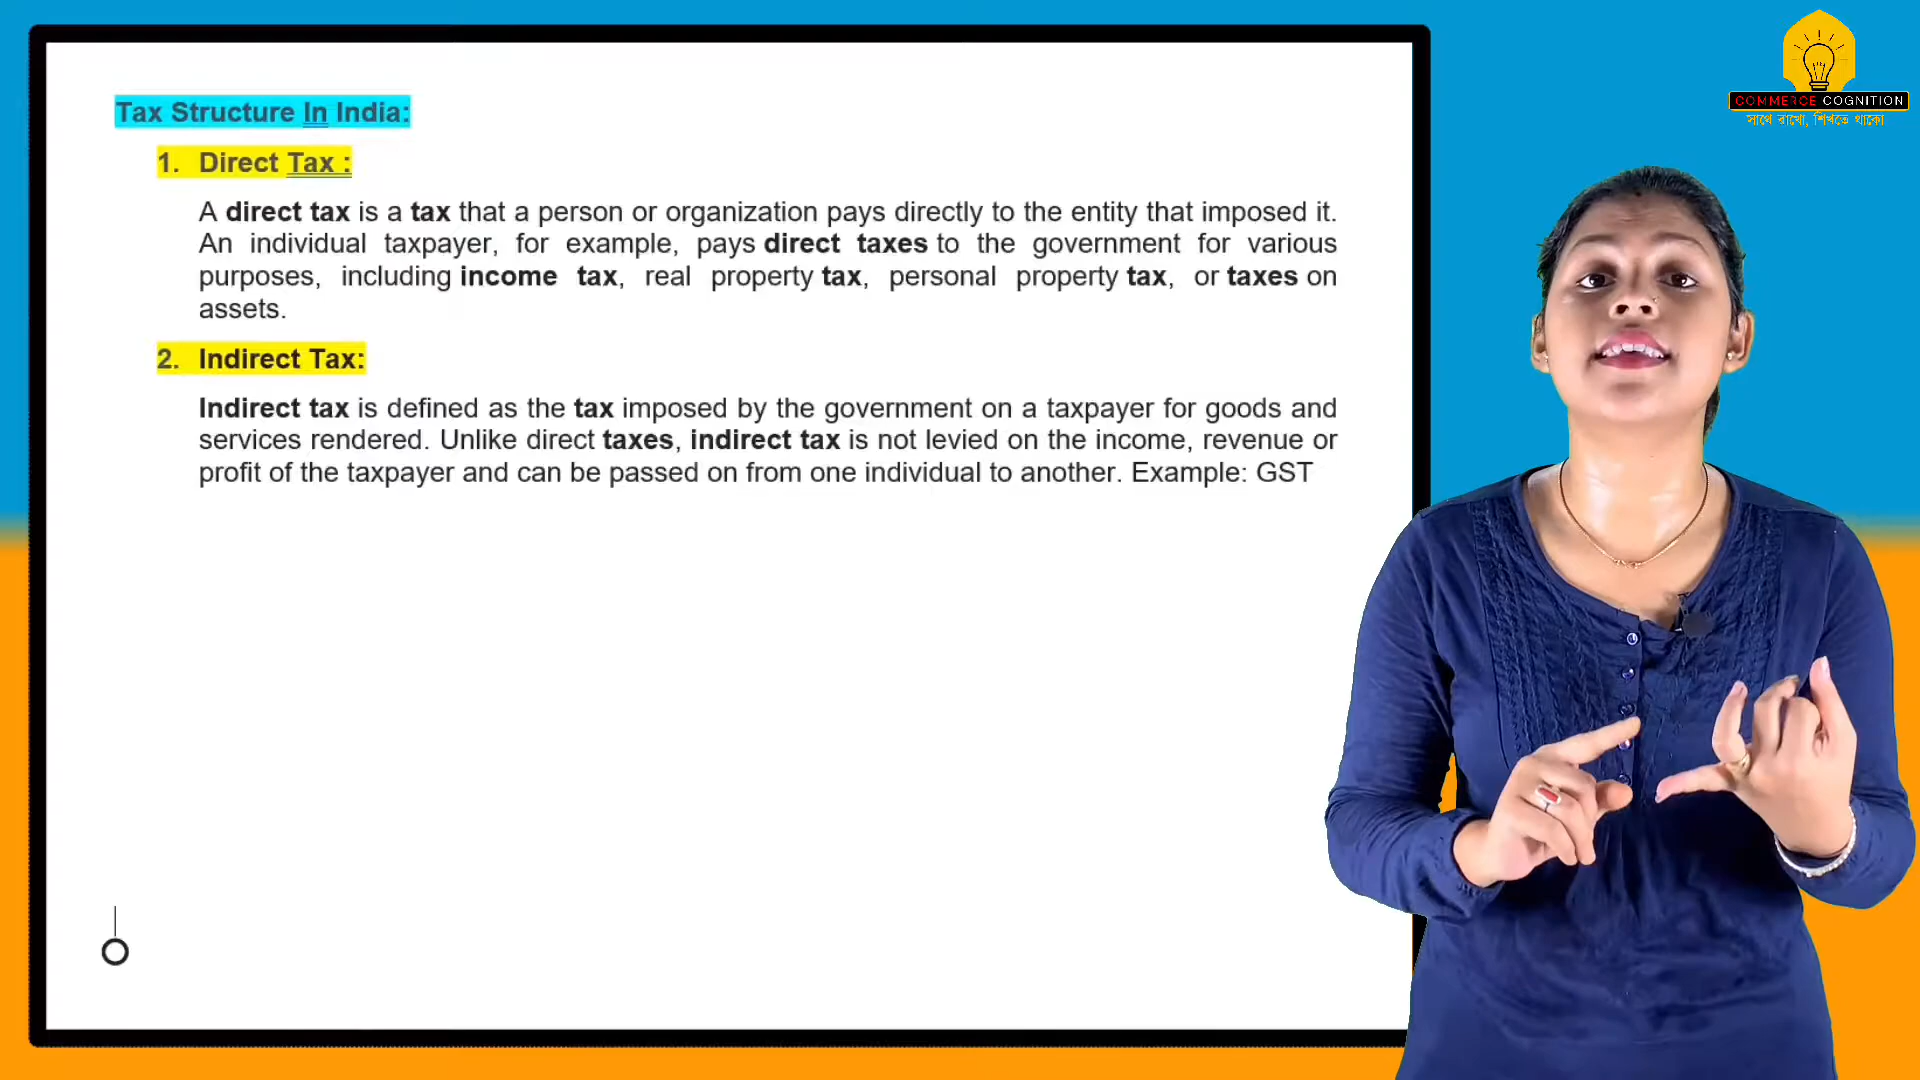 Tax Structure In India:
1. Direct Tax :
A direct tax is a tax that a person or organization pays directly to the entity that imposed it.
An individual taxpayer, for example, pays direct taxes to the government for various
purposes, including income tax, real property tax, personal property tax, or taxes on
assets.
2. Indirect Tax:
Indirect tax is defined as the tax imposed by the government on a taxpayer for goods and
services rendered. Unlike direct taxes, indirect tax is not levied on the income, revenue or
profit of the taxpayer and can be passed on from one individual to another. Example: GST
COMMERCE COGNITION
সাথে রাখো, শিখতে থাকো